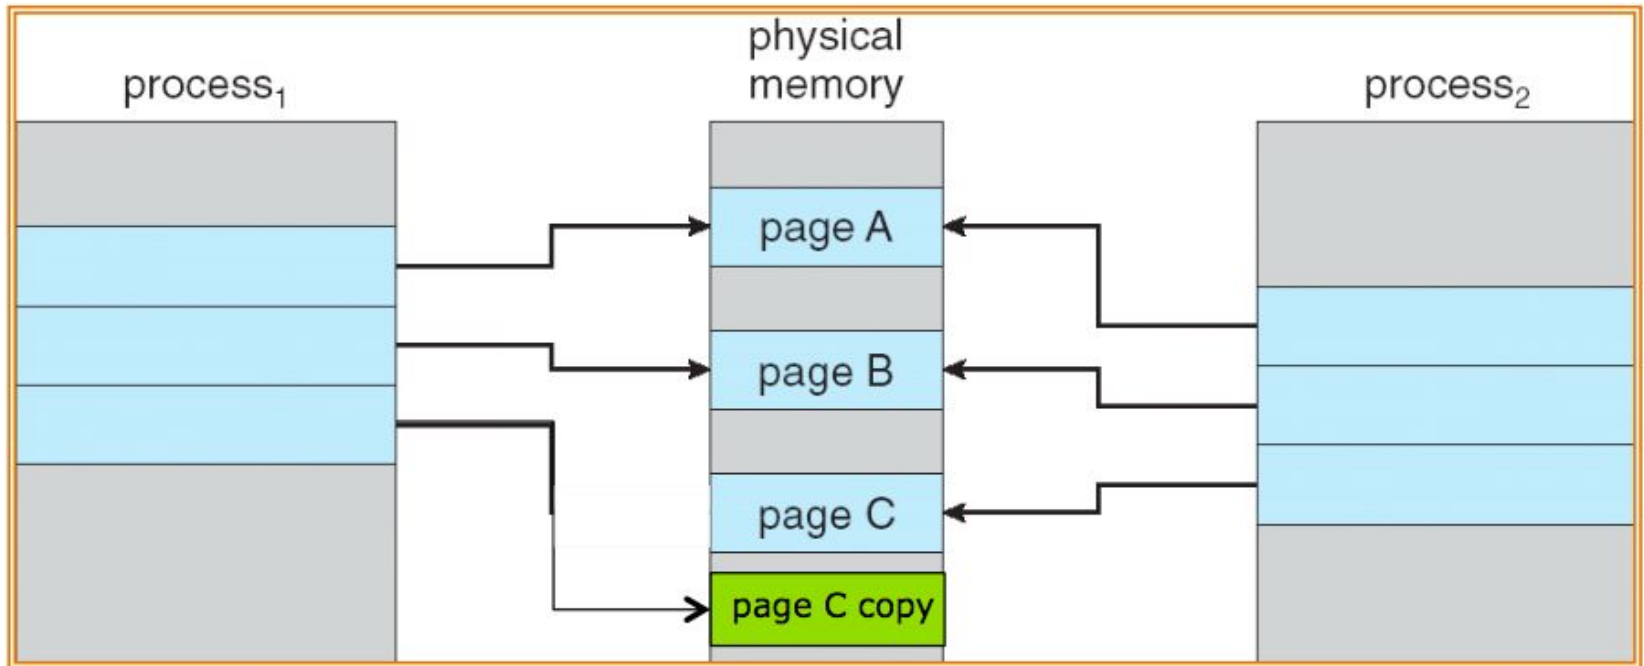 physical
memory
process₁
process₂
page A
page B
page C
page C copy